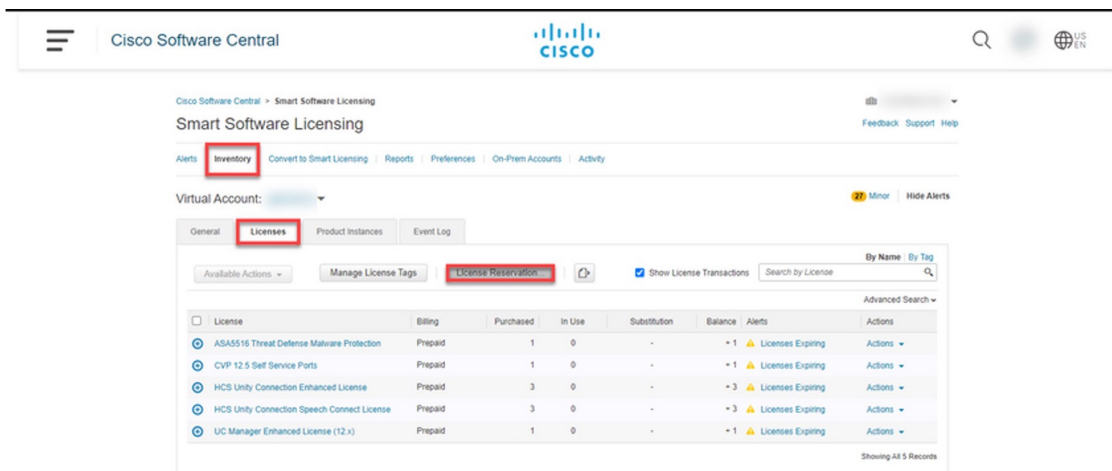 Cisco Software Central
CISCO
US
EN
Cisco Software Central > Smart Software Licensing
Smart Software Licensing
Feedback Support Help
Alerts Inventory Convert to Smart Licensing Reports Preferences On-Prem Accounts Activity
Virtual Account:
27 Minor Hide Alerts
General Licenses Product Instances Event Log
By Name By Tag
Available Actions Manage License Tags License Reservation... Show License Transactions Search by License
Advanced Search
License Billing Purchased In Use Substitution Balance Alerts Actions
ASA5516 Threat Defense Malware Protection Prepaid 1 0 - + 1 Licenses Expiring Actions
CVP 12.5 Self Service Ports Prepaid 1 0 - + 1 Licenses Expiring Actions
HCS Unity Connection Enhanced License Prepaid 3 0 - + 3 Licenses Expiring Actions
HCS Unity Connection Speech Connect License Prepaid 3 0 - + 3 Licenses Expiring Actions
UC Manager Enhanced License (12.x) Prepaid 1 0 - + 1 Licenses Expiring Actions
Showing All 5 Records